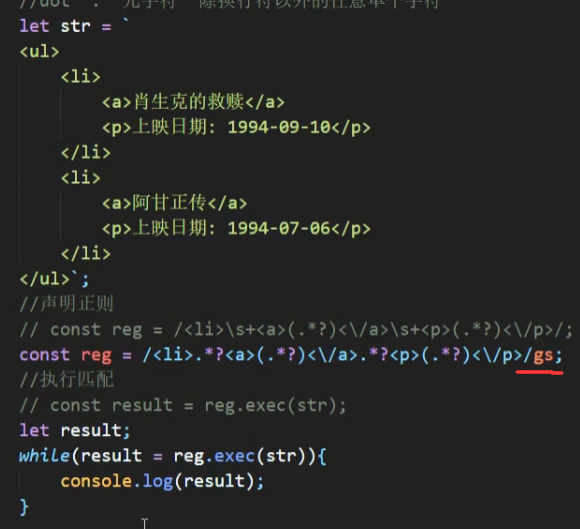 //dot  .  元字符  除换行符以外的任意单个字符
let str = `
<ul>
<li>
<a>肖生克的救赎</a>
<p>上映日期: 1994-09-10</p>
</li>
<li>
<a>阿甘正传</a>
<p>上映日期: 1994-07-06</p>
</li>
</ul>`;
//声明正则
// const reg = /<li>\s+<a>(.*?)<\/a>\s+<p>(.*?)<\/p>/;
const reg = /<li>.*?<a>(.*?)<\/a>.*?<p>(.*?)<\/p>/gs;
//执行匹配
// const result = reg.exec(str);
let result;
while(result = reg.exec(str)){
console.log(result);
}